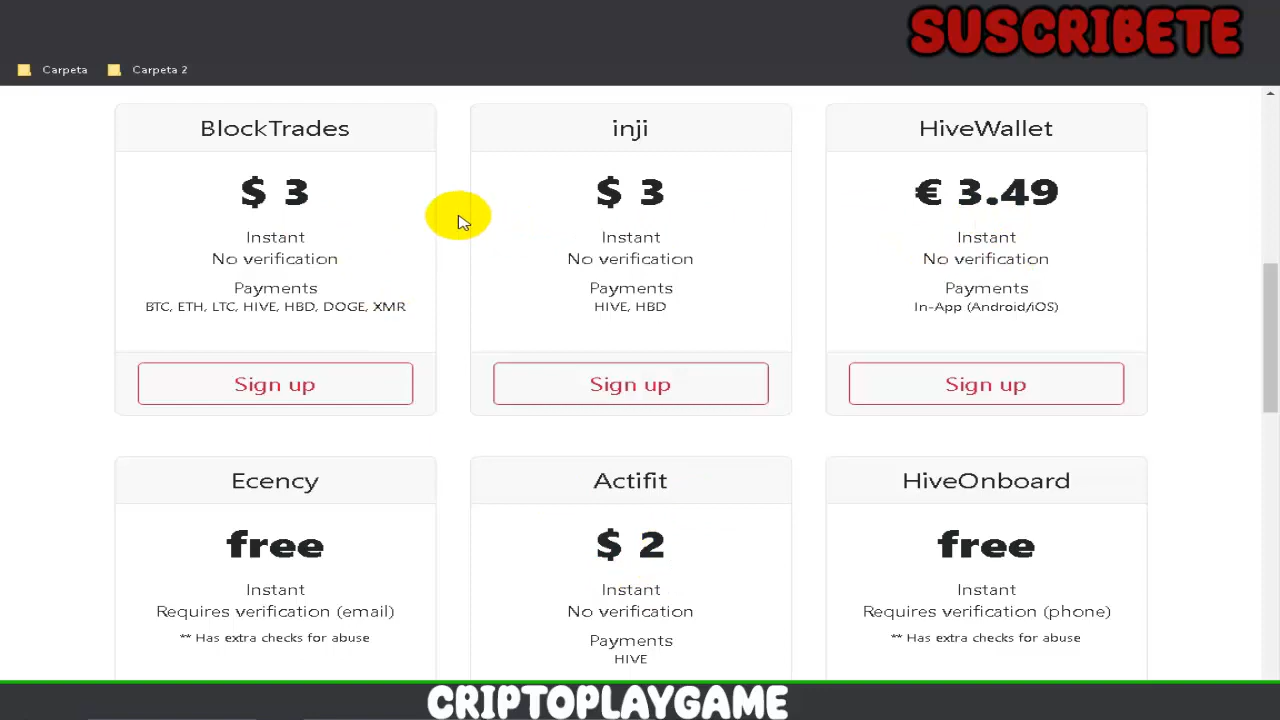 SUSCRIBETE
Carpeta
Carpeta 2
BlockTrades
$ 3
Instant
No verification
Payments
BTC, ETH, LTC, HIVE, HBD, DOGE, XMR
Sign up
inji
$ 3
Instant
No verification
Payments
HIVE, HBD
Sign up
HiveWallet
€ 3.49
Instant
No verification
Payments
In-App (Android/iOS)
Sign up
Ecency
free
Instant
Requires verification (email)
** Has extra checks for abuse
Actifit
$ 2
Instant
No verification
Payments
HIVE
HiveOnboard
free
Instant
Requires verification (phone)
** Has extra checks for abuse
CRIPTOPLAYGAME